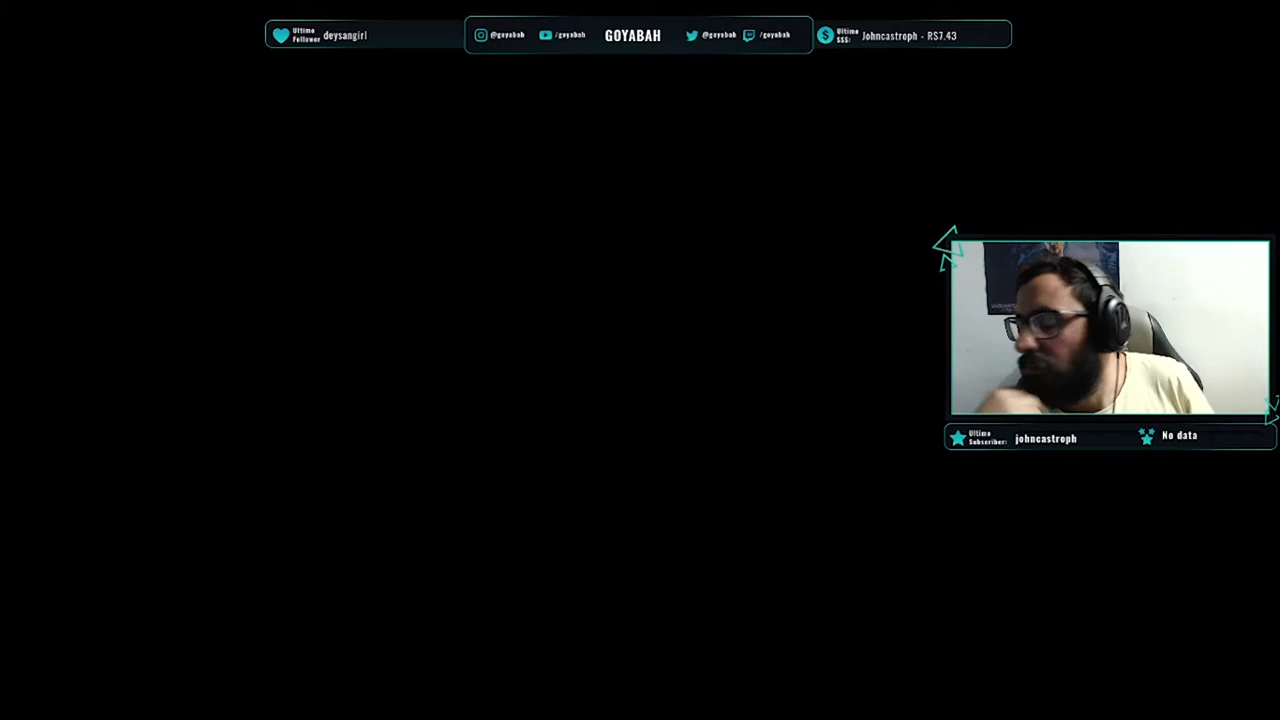 Ultimo
Follower
deysangirl
@goyabah
/goyabah
GOYABAH
@goyabah
/goyabah
Ultimo
$$$:
Johncastroph - R$7.43
Ultimo
Subscriber:
johncastroph
No data